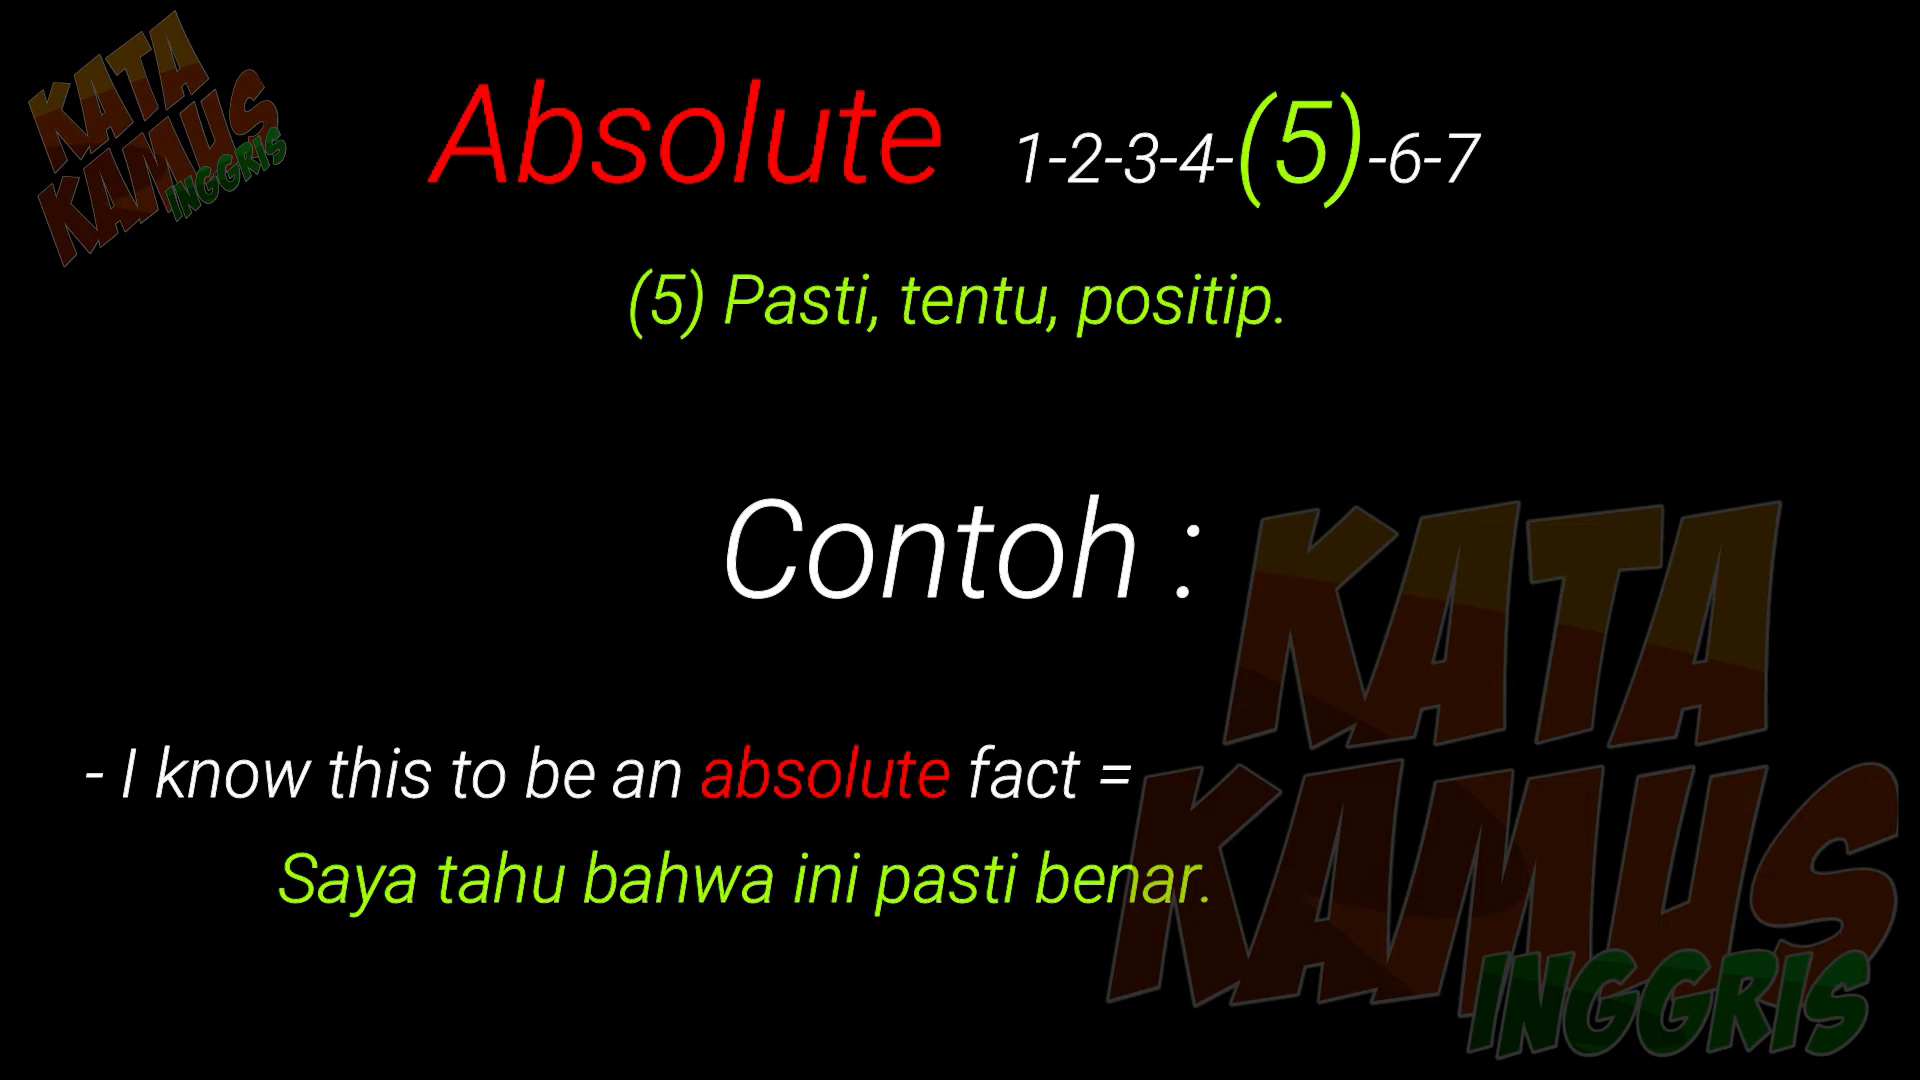 KATA
KAMUS
INGGRIS
Absolute 1-2-3-4-(5)-6-7
(5) Pasti, tentu, positip.
Contoh :
- I know this to be an absolute fact =
Saya tahu bahwa ini pasti benar.
KATA
KAMUS
INGGRIS